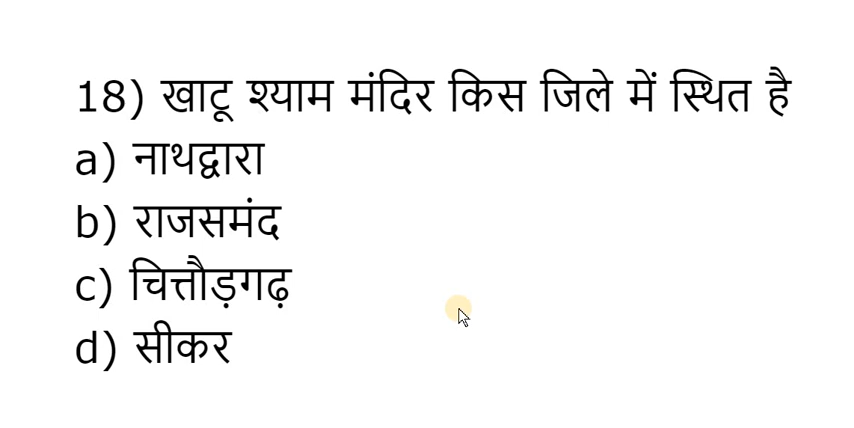 18) खाटू श्याम मंदिर किस जिले में स्थित है
a) नाथद्वारा
b) राजसमंद
c) चित्तौड़गढ़
d) सीकर